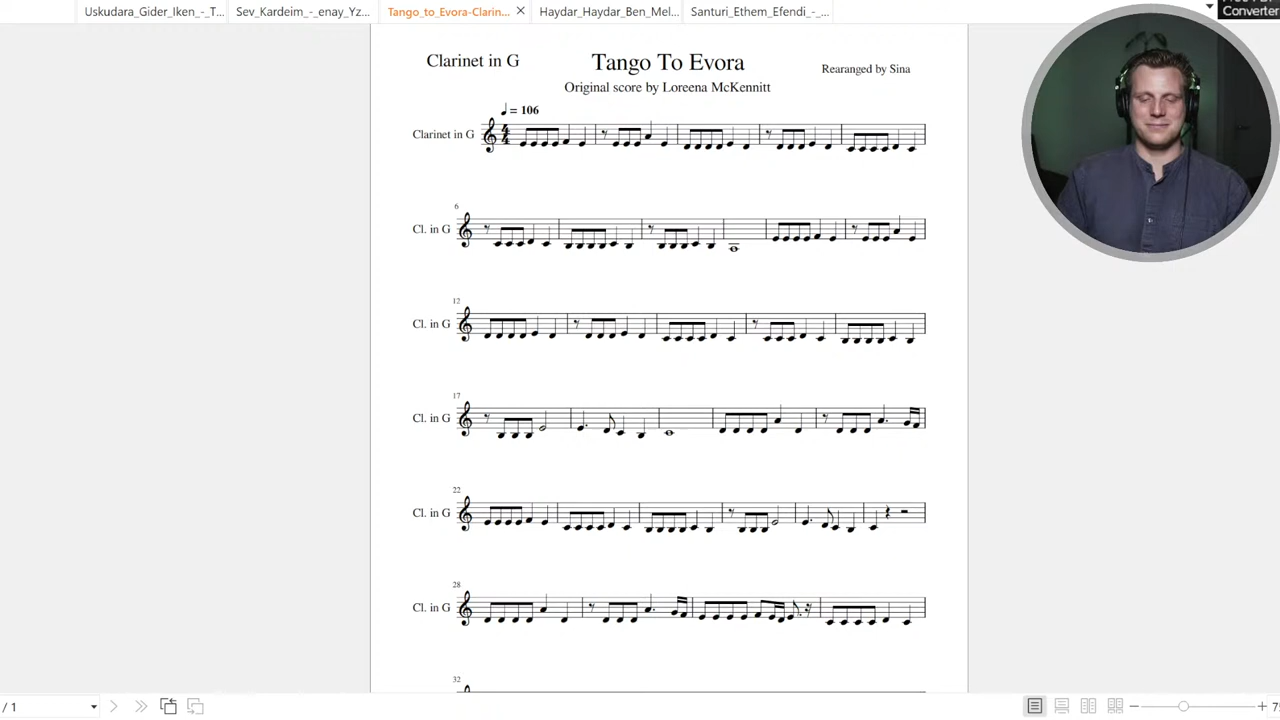 Uskudara_Gider_Iken_-_T... Sev_Kardeim_-_enay_Yz... Tango_to_Evora-Clarin... Haydar_Haydar_Ben_Mel... Santuri_Ethem_Efendi_-_...
Converter
Clarinet in G
Tango To Evora
Rearanged by Sina
Original score by Loreena McKennitt
= 106
Clarinet in G
6
Cl. in G
12
Cl. in G
17
Cl. in G
22
Cl. in G
28
Cl. in G
32
/ 1